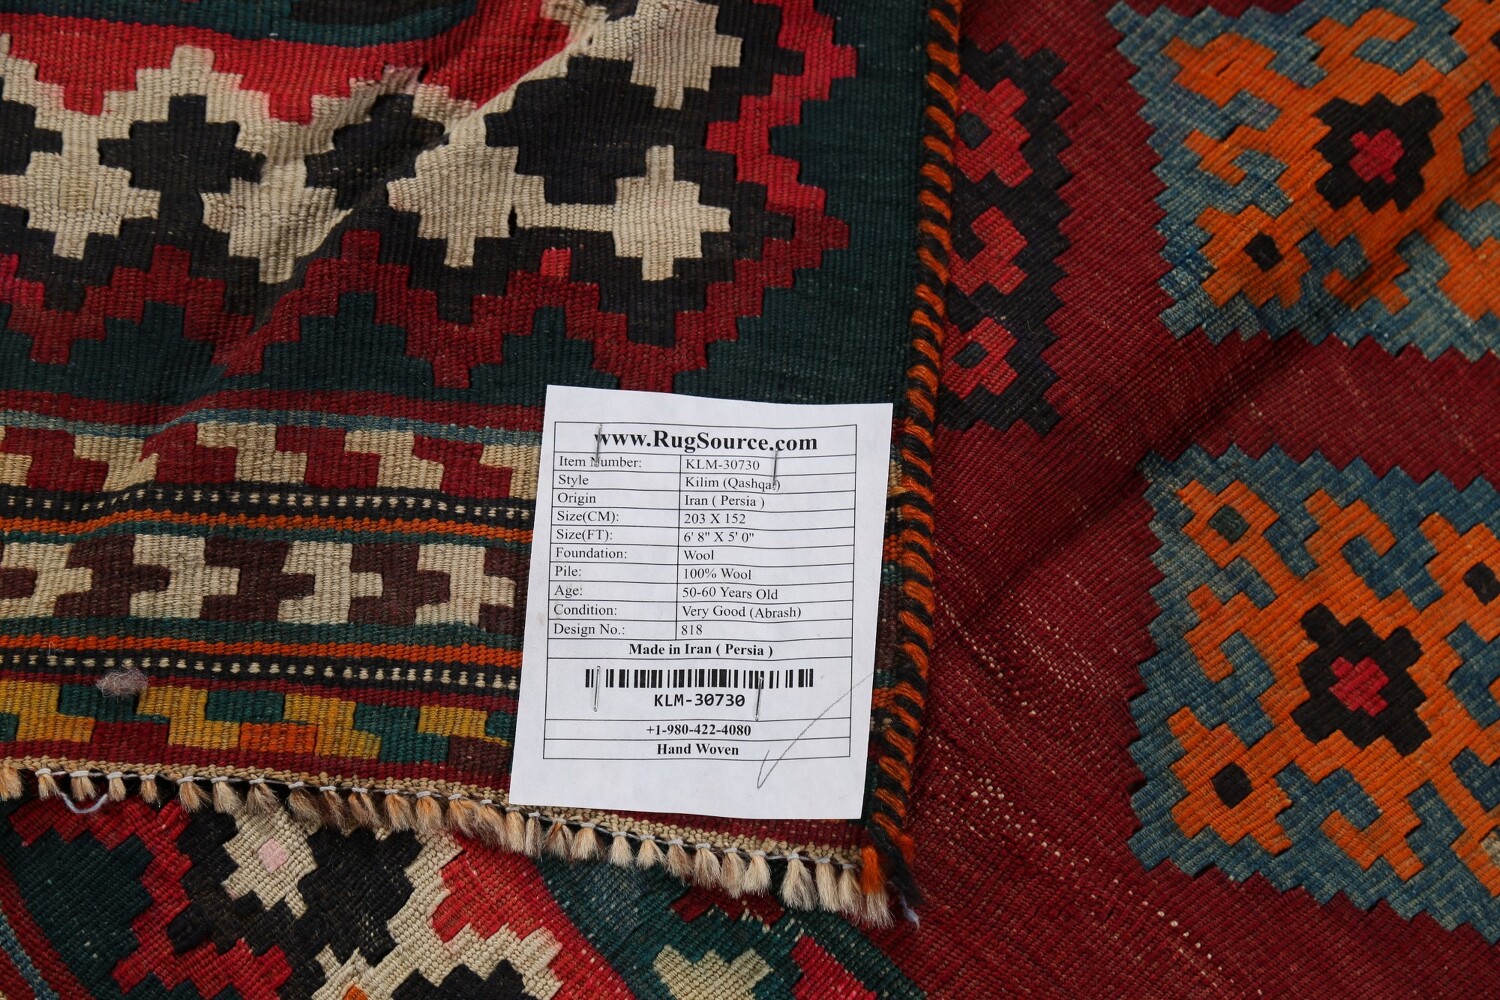 www.RugSource.com
Item Number: KLM-30730
Style Kilim (Qashqai)
Origin Iran ( Persia )
Size(CM): 203 X 152
Size(FT): 6' 8" X 5' 0"
Foundation: Wool
Pile: 100% Wool
Age: 50-60 Years Old
Condition: Very Good (Abrash)
Design No.: 818
Made in Iran ( Persia )
KLM-30730
+1-980-422-4080
Hand Woven